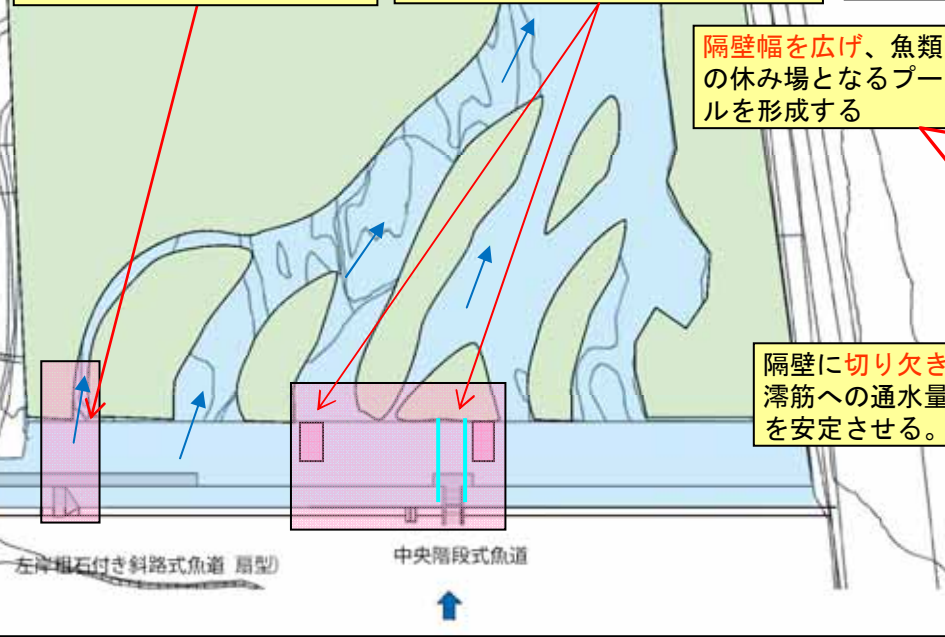 隔壁幅を広げ、魚類
の休み場となるプー
ルを形成する
隔壁に切り欠き
澪筋への通水量
を安定させる。
左岸粗石付き斜路式魚道 扇型)
中央階段式魚道